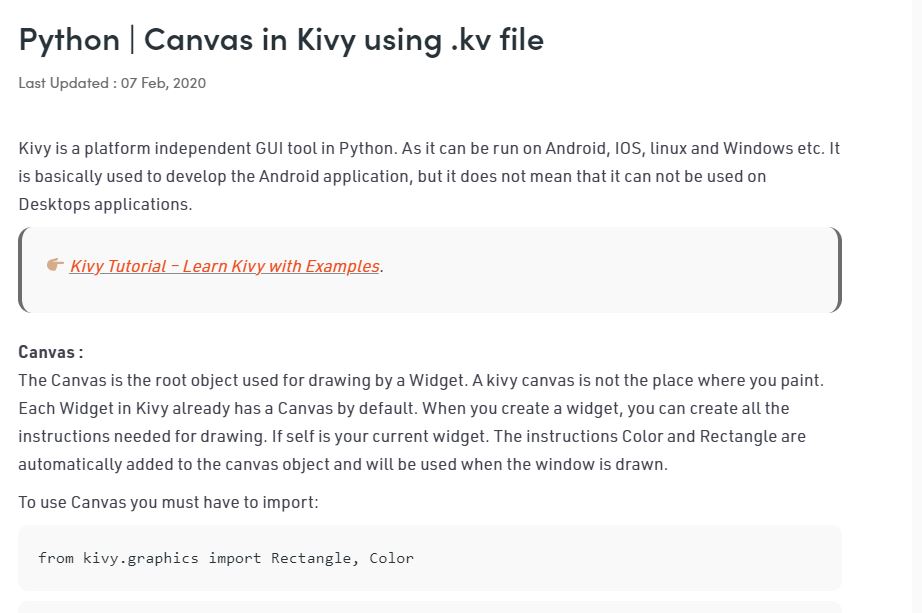 Python | Canvas in Kivy using .kv file
Last Updated : 07 Feb, 2020
Kivy is a platform independent GUI tool in Python. As it can be run on Android, IOS, linux and Windows etc. It
is basically used to develop the Android application, but it does not mean that it can not be used on
Desktops applications.
Kivy Tutorial – Learn Kivy with Examples.
Canvas :
The Canvas is the root object used for drawing by a Widget. A kivy canvas is not the place where you paint.
Each Widget in Kivy already has a Canvas by default. When you create a widget, you can create all the
instructions needed for drawing. If self is your current widget. The instructions Color and Rectangle are
automatically added to the canvas object and will be used when the window is drawn.
To use Canvas you must have to import:
from kivy.graphics import Rectangle, Color